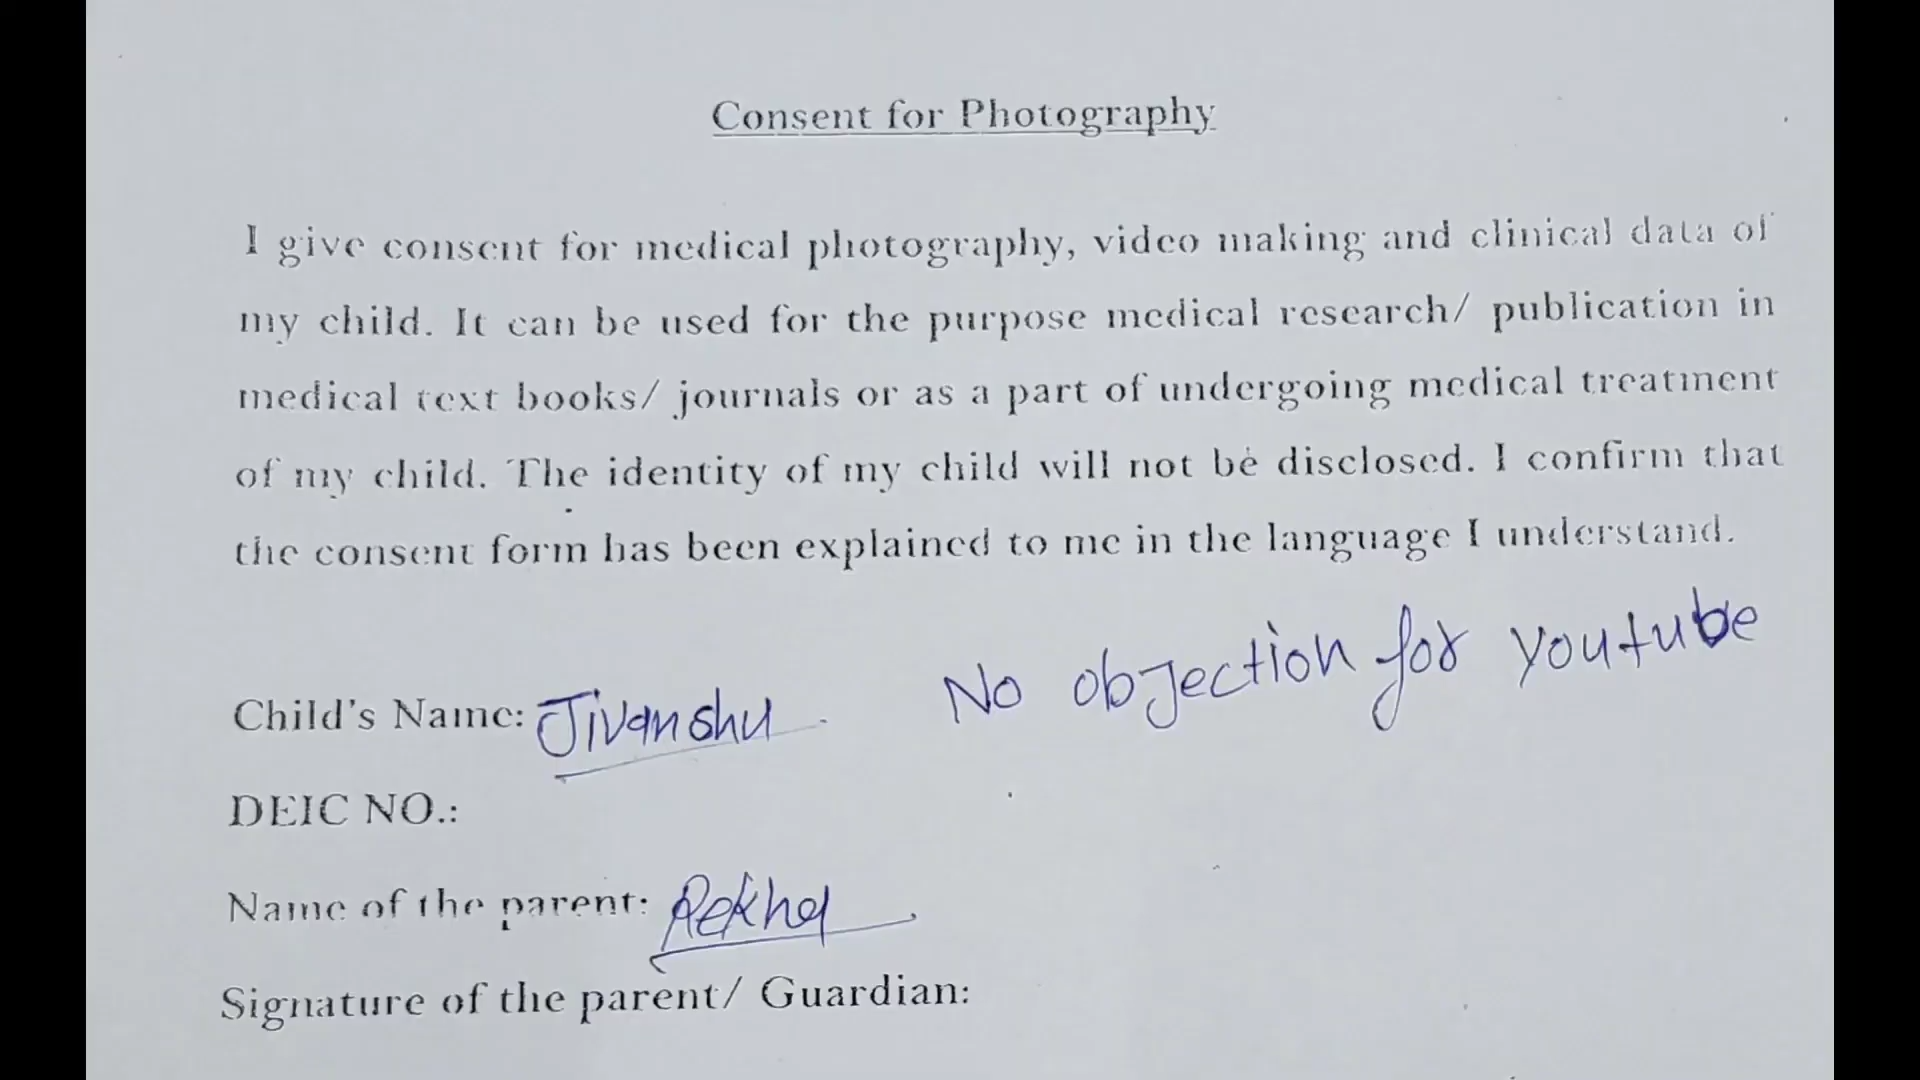 Consent for Photography
I give consent for medical photography, video making and clinical data of
my child. It can be used for the purpose medical research/ publication in
medical text books/ journals or as a part of undergoing medical treatment
of my child. The identity of my child will not be disclosed. I confirm that
the consent form has been explained to me in the language I understand.
No objection for youtube
Child's Name: Jivanshu
DEIC NO.:
Name of the parent: Rekha
Signature of the parent/ Guardian: